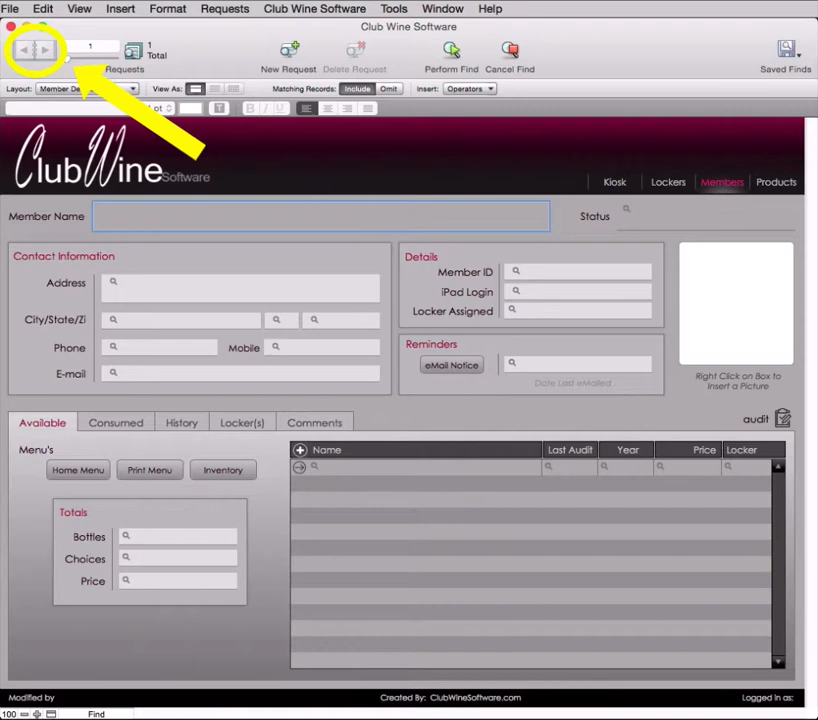 File Edit View Insert Format Requests Club Wine Software Tools Window Help
Club Wine Software
1
1
Total
Requests New Request Delete Request Perform Find Cancel Find Saved Finds
Layout: Member De View As: Matching Records: Include Omit Insert: Operators
pt T B I U
ClubWine Software
Kiosk Lockers Members Products
Member Name Status
Contact Information
Address
City/State/Zi
Phone Mobile
E-mail
Details
Member ID
iPad Login
Locker Assigned
Reminders
eMail Notice
Date Last eMailed
Right Click on Box to
Insert a Picture
Available Consumed History Locker(s) Comments audit
Menu's
Home Menu Print Menu Inventory
Totals
Bottles
Choices
Price
Name Last Audit Year Price Locker
Modified by Created By: ClubWineSoftware.com Logged in as:
100 Find